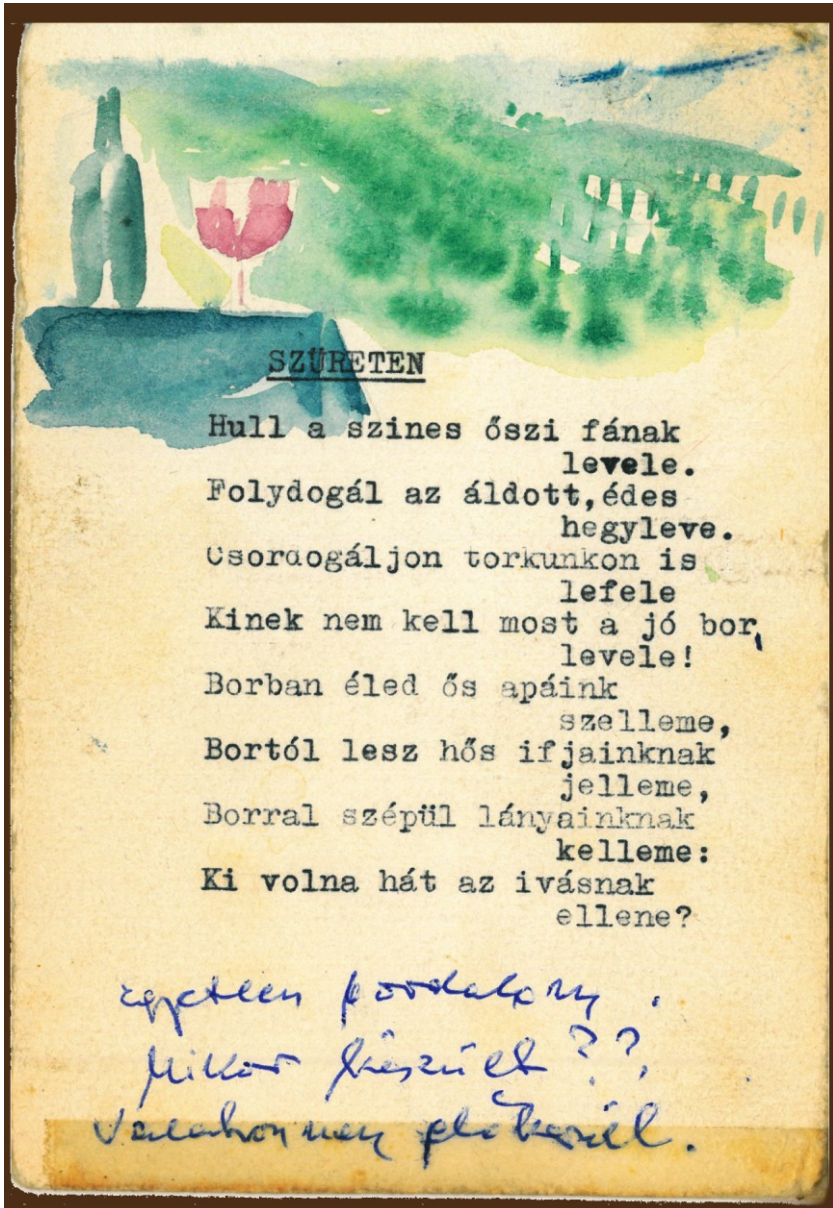 SZÜRETEN
Hull a szines őszi fának
levele.
Folydogál az áldott,édes
hegyleve.
Csordogáljon torkunkon is
lefele
Kinek nem kell most a jó bor,
levele!
Borban éled ős apáink
szelleme,
Bortól lesz hős ifjainknak
jelleme,
Borral szépül lányainknak
kelleme:
Ki volna hát az ivásnak
ellene?
egyetlen
Mikor készült??
Valahonnan előkerül.